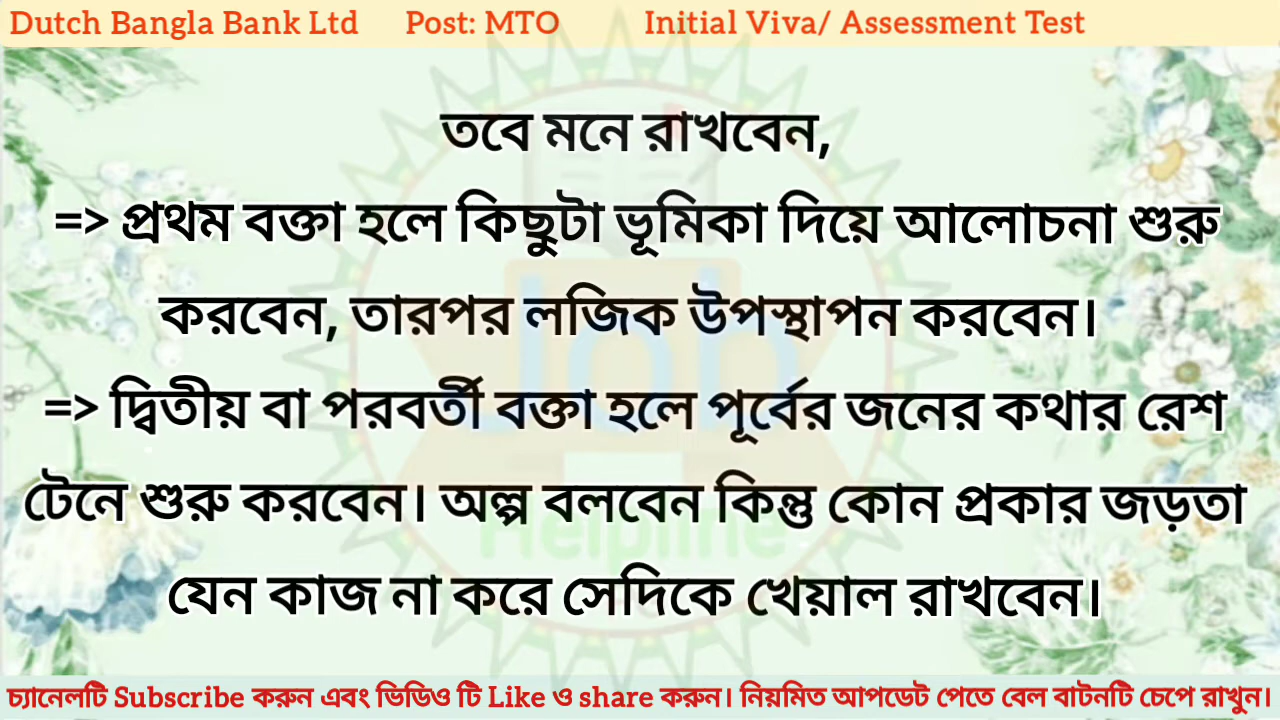 Dutch Bangla Bank Ltd Post: MTO Initial Viva/ Assessment Test
তবে মনে রাখবেন,
=> প্রথম বক্তা হলে কিছুটা ভূমিকা দিয়ে আলোচনা শুরু
করবেন, তারপর লজিক উপস্থাপন করবেন।
=> দ্বিতীয় বা পরবর্তী বক্তা হলে পূর্বের জনের কথার রেশ
টেনে শুরু করবেন। অল্প বলবেন কিন্তু কোন প্রকার জড়তা
যেন কাজ না করে সেদিকে খেয়াল রাখবেন।
Job
Helpline
চ্যানেলটি Subscribe করুন এবং ভিডিও টি Like ও share করুন। নিয়মিত আপডেট পেতে বেল বাটনটি চেপে রাখুন।